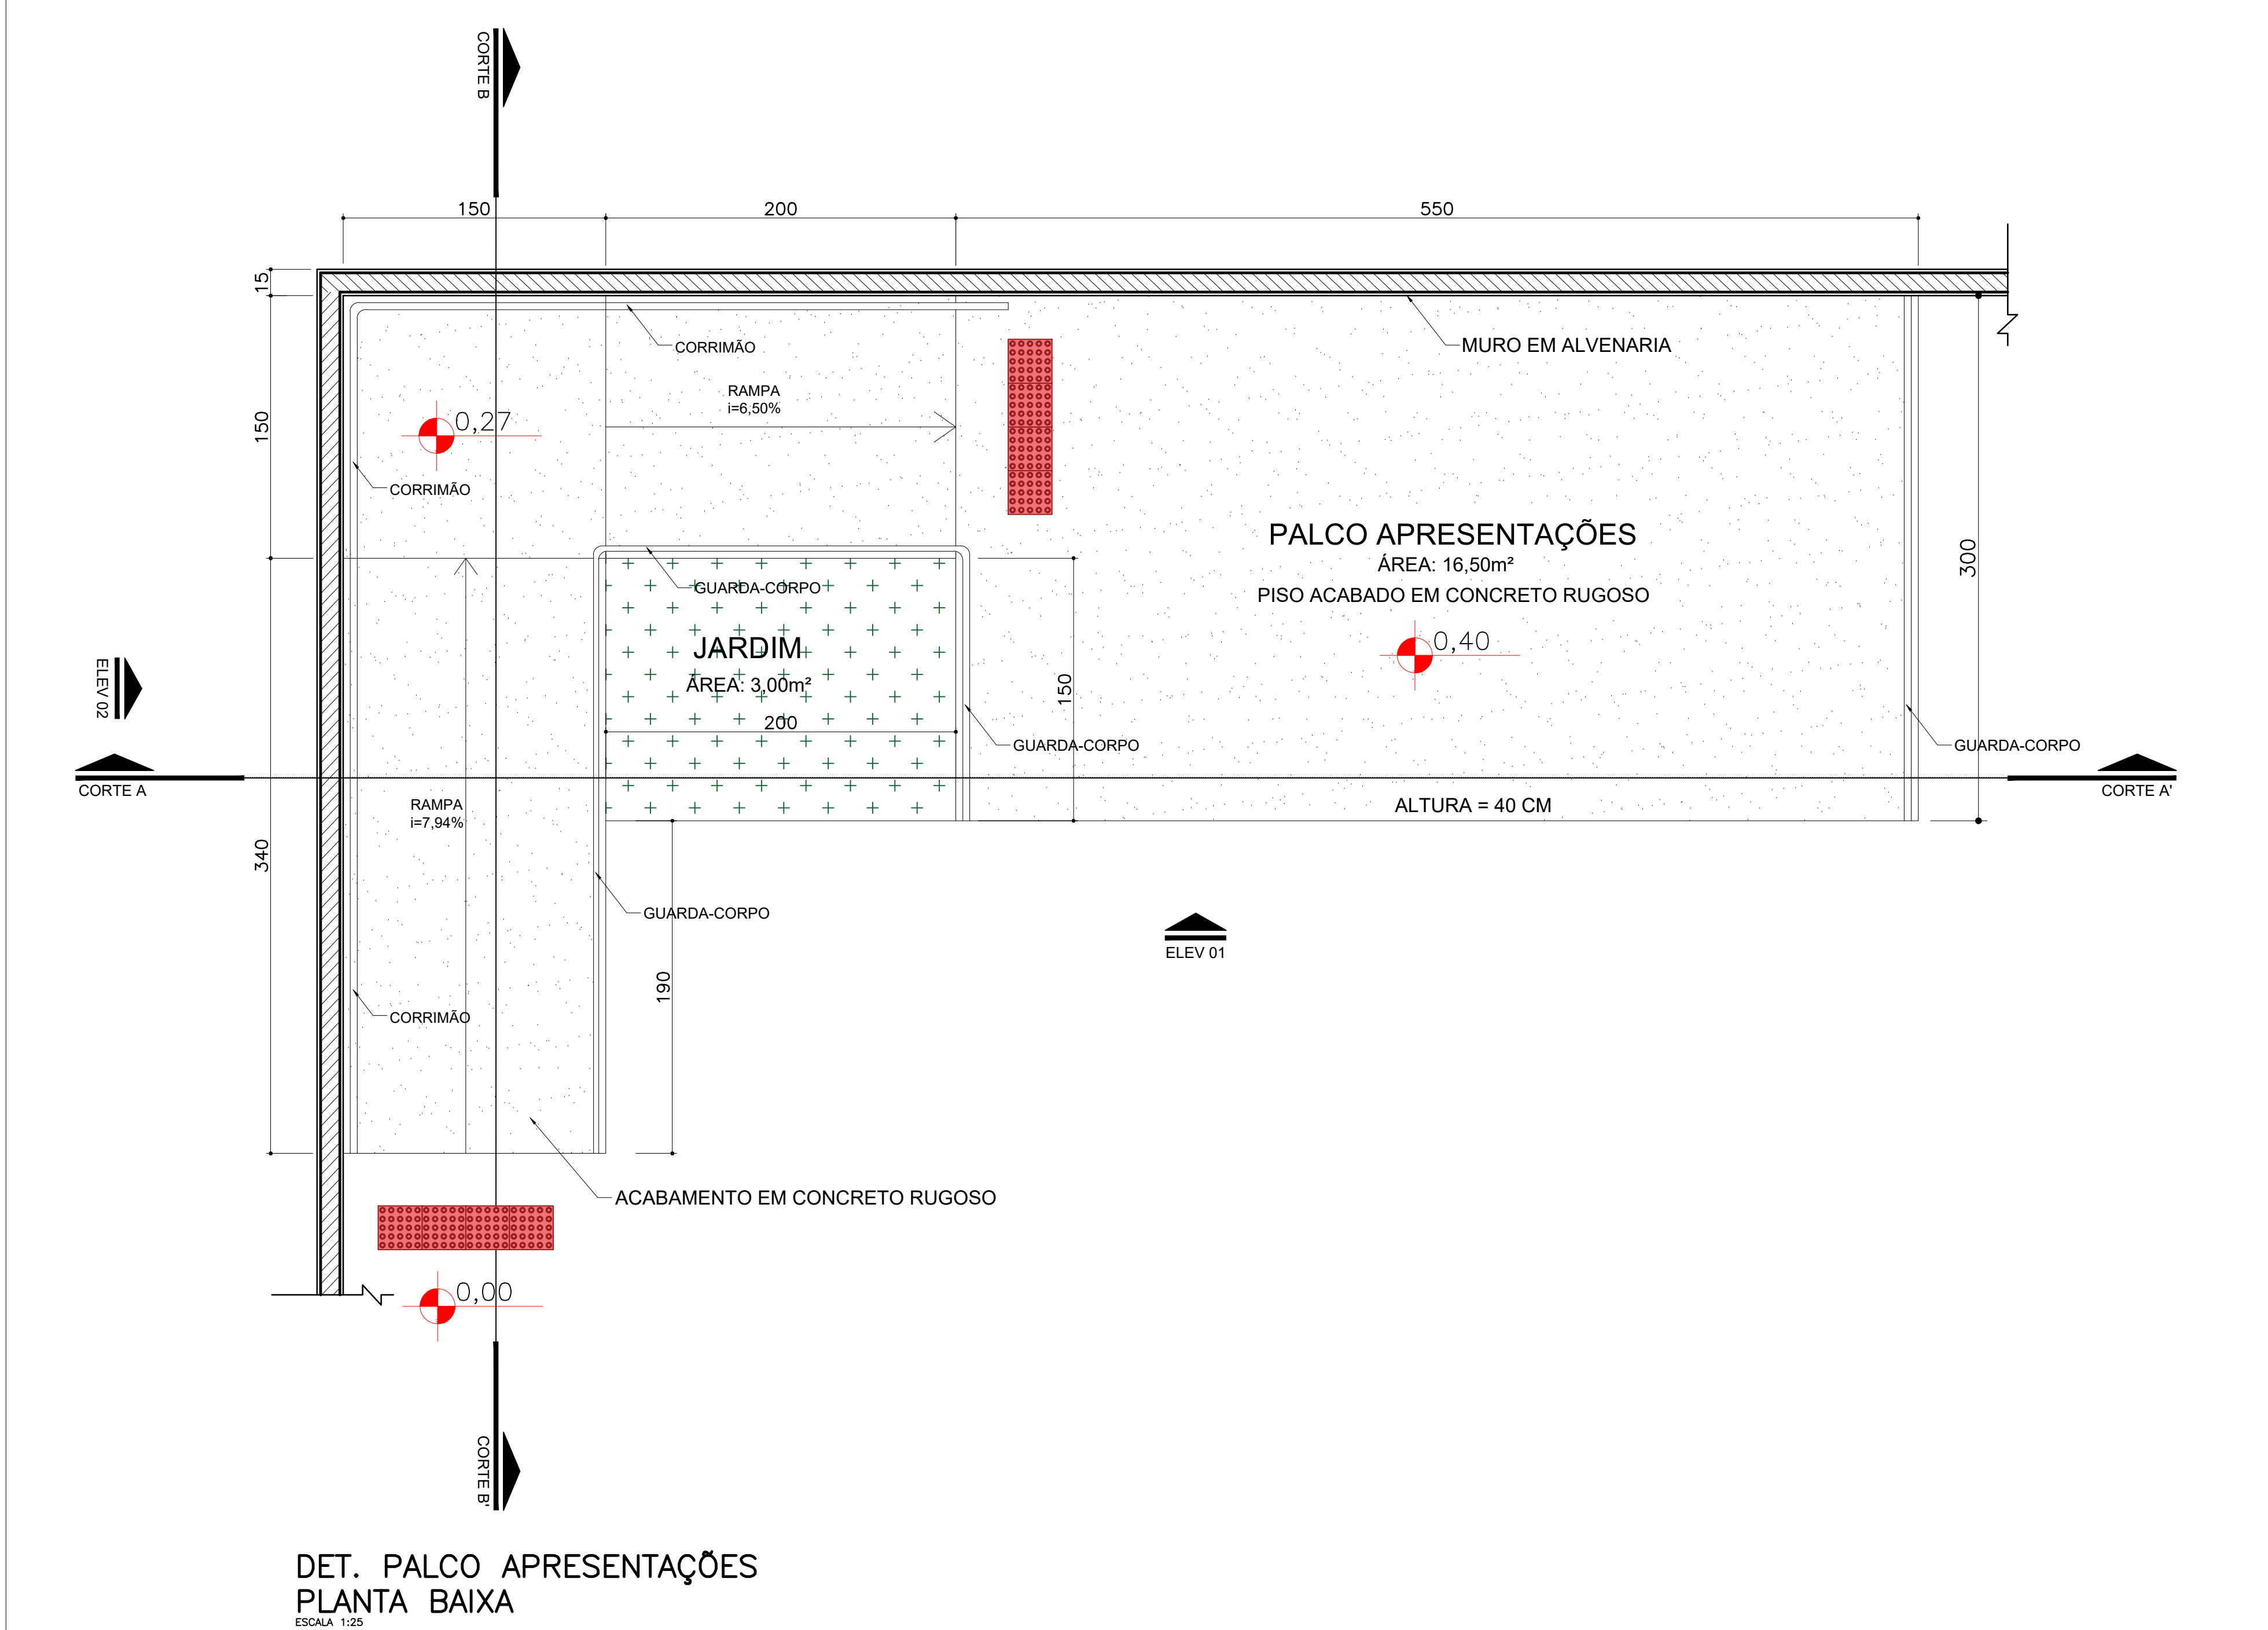 CORTE B
150
200
550
15
CORRIMÃO
MURO EM ALVENARIA
RAMPA
i=6,50%
0,27
150
CORRIMÃO
PALCO APRESENTAÇÕES
ÁREA: 16,50m²
PISO ACABADO EM CONCRETO RUGOSO
300
GUARDA-CORPO
JARDIM
ÁREA: 3,00m²
200
0,40
150
ELEV 02
GUARDA-CORPO
GUARDA-CORPO
CORTE A
CORTE A'
RAMPA
i=7,94%
ALTURA = 40 CM
340
GUARDA-CORPO
ELEV 01
190
CORRIMÃO
ACABAMENTO EM CONCRETO RUGOSO
0,00
CORTE B'
DET. PALCO APRESENTAÇÕES
PLANTA BAIXA
ESCALA 1:25